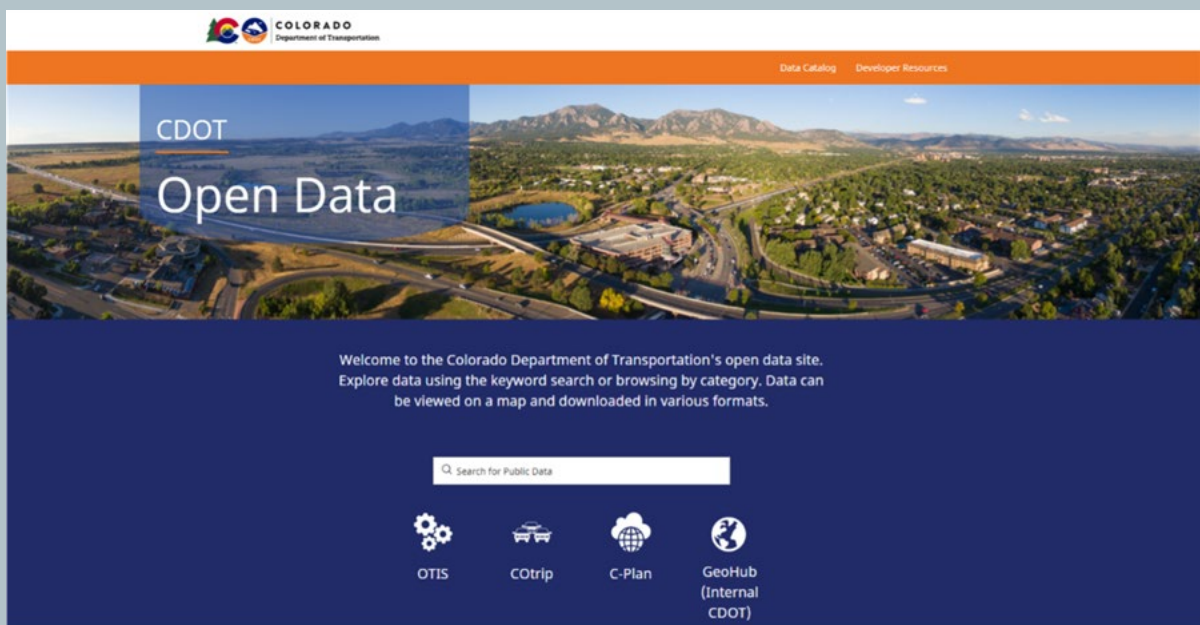 COLORADO
Department of Transportation
Data Catalog Developer Resources
CDOT
Open Data
Welcome to the Colorado Department of Transportation's open data site.
Explore data using the keyword search or browsing by category. Data can
be viewed on a map and downloaded in various formats.
Search for Public Data
OTIS
COtrip
C-Plan
GeoHub
(Internal
CDOT)